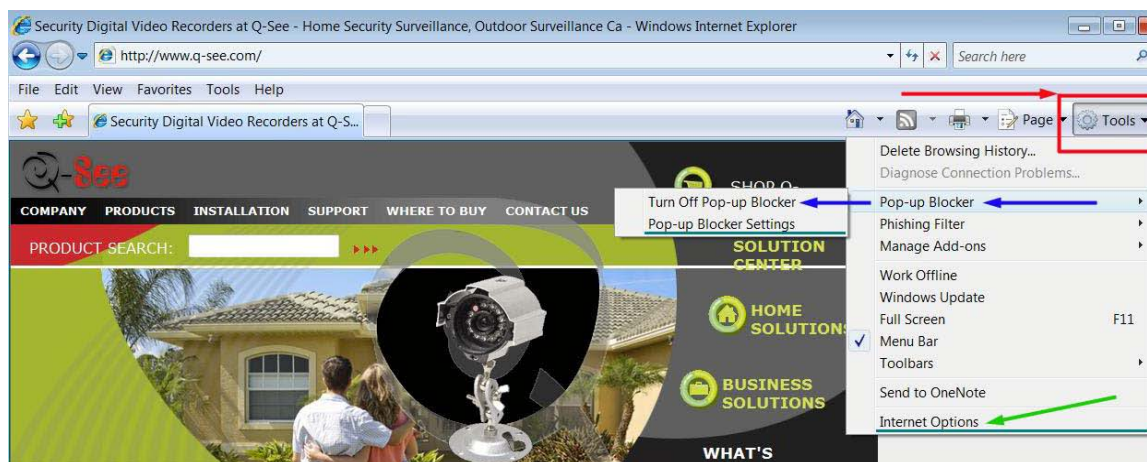 Security Digital Video Recorders at Q-See - Home Security Surveillance, Outdoor Surveillance Ca - Windows Internet Explorer
http://www.q-see.com/
Search here
File Edit View Favorites Tools Help
Security Digital Video Recorders at Q-S...
Page
Tools
Q-See
COMPANY PRODUCTS INSTALLATION SUPPORT WHERE TO BUY CONTACT US
PRODUCT SEARCH:
SHOP Q-
SOLUTION
CENTER
HOME
SOLUTIONS
BUSINESS
SOLUTIONS
WHAT'S
Turn Off Pop-up Blocker
Pop-up Blocker Settings
Delete Browsing History...
Diagnose Connection Problems...
Pop-up Blocker
Phishing Filter
Manage Add-ons
Work Offline
Windows Update
Full Screen F11
Menu Bar
Toolbars
Send to OneNote
Internet Options